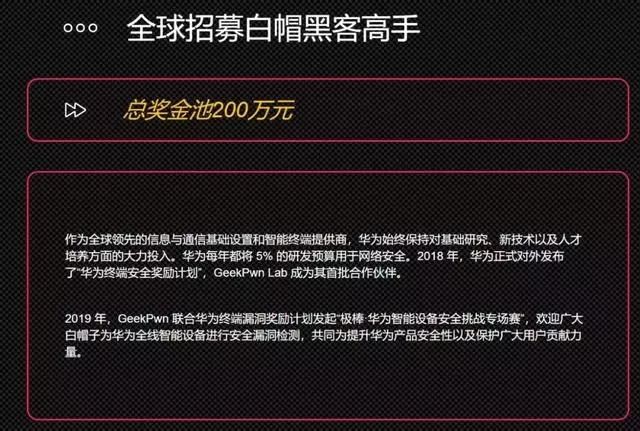 全球招募白帽黑客高手
总奖金池200万元
作为全球领先的信息与通信基础设置和智能终端提供商，华为始终保持对基础研究、新技术以及人才
培养方面的大力投入。华为每年都将 5% 的研发预算用于网络安全。2018 年，华为正式对外发布
了“华为终端安全奖励计划”，GeekPwn Lab 成为其首批合作伙伴。
2019 年，GeekPwn 联合华为终端漏洞奖励计划发起“极棒·华为智能设备安全挑战专场赛”，欢迎广大
白帽子为华为全线智能设备进行安全漏洞检测，共同为提升华为产品安全性以及保护广大用户贡献力
量。